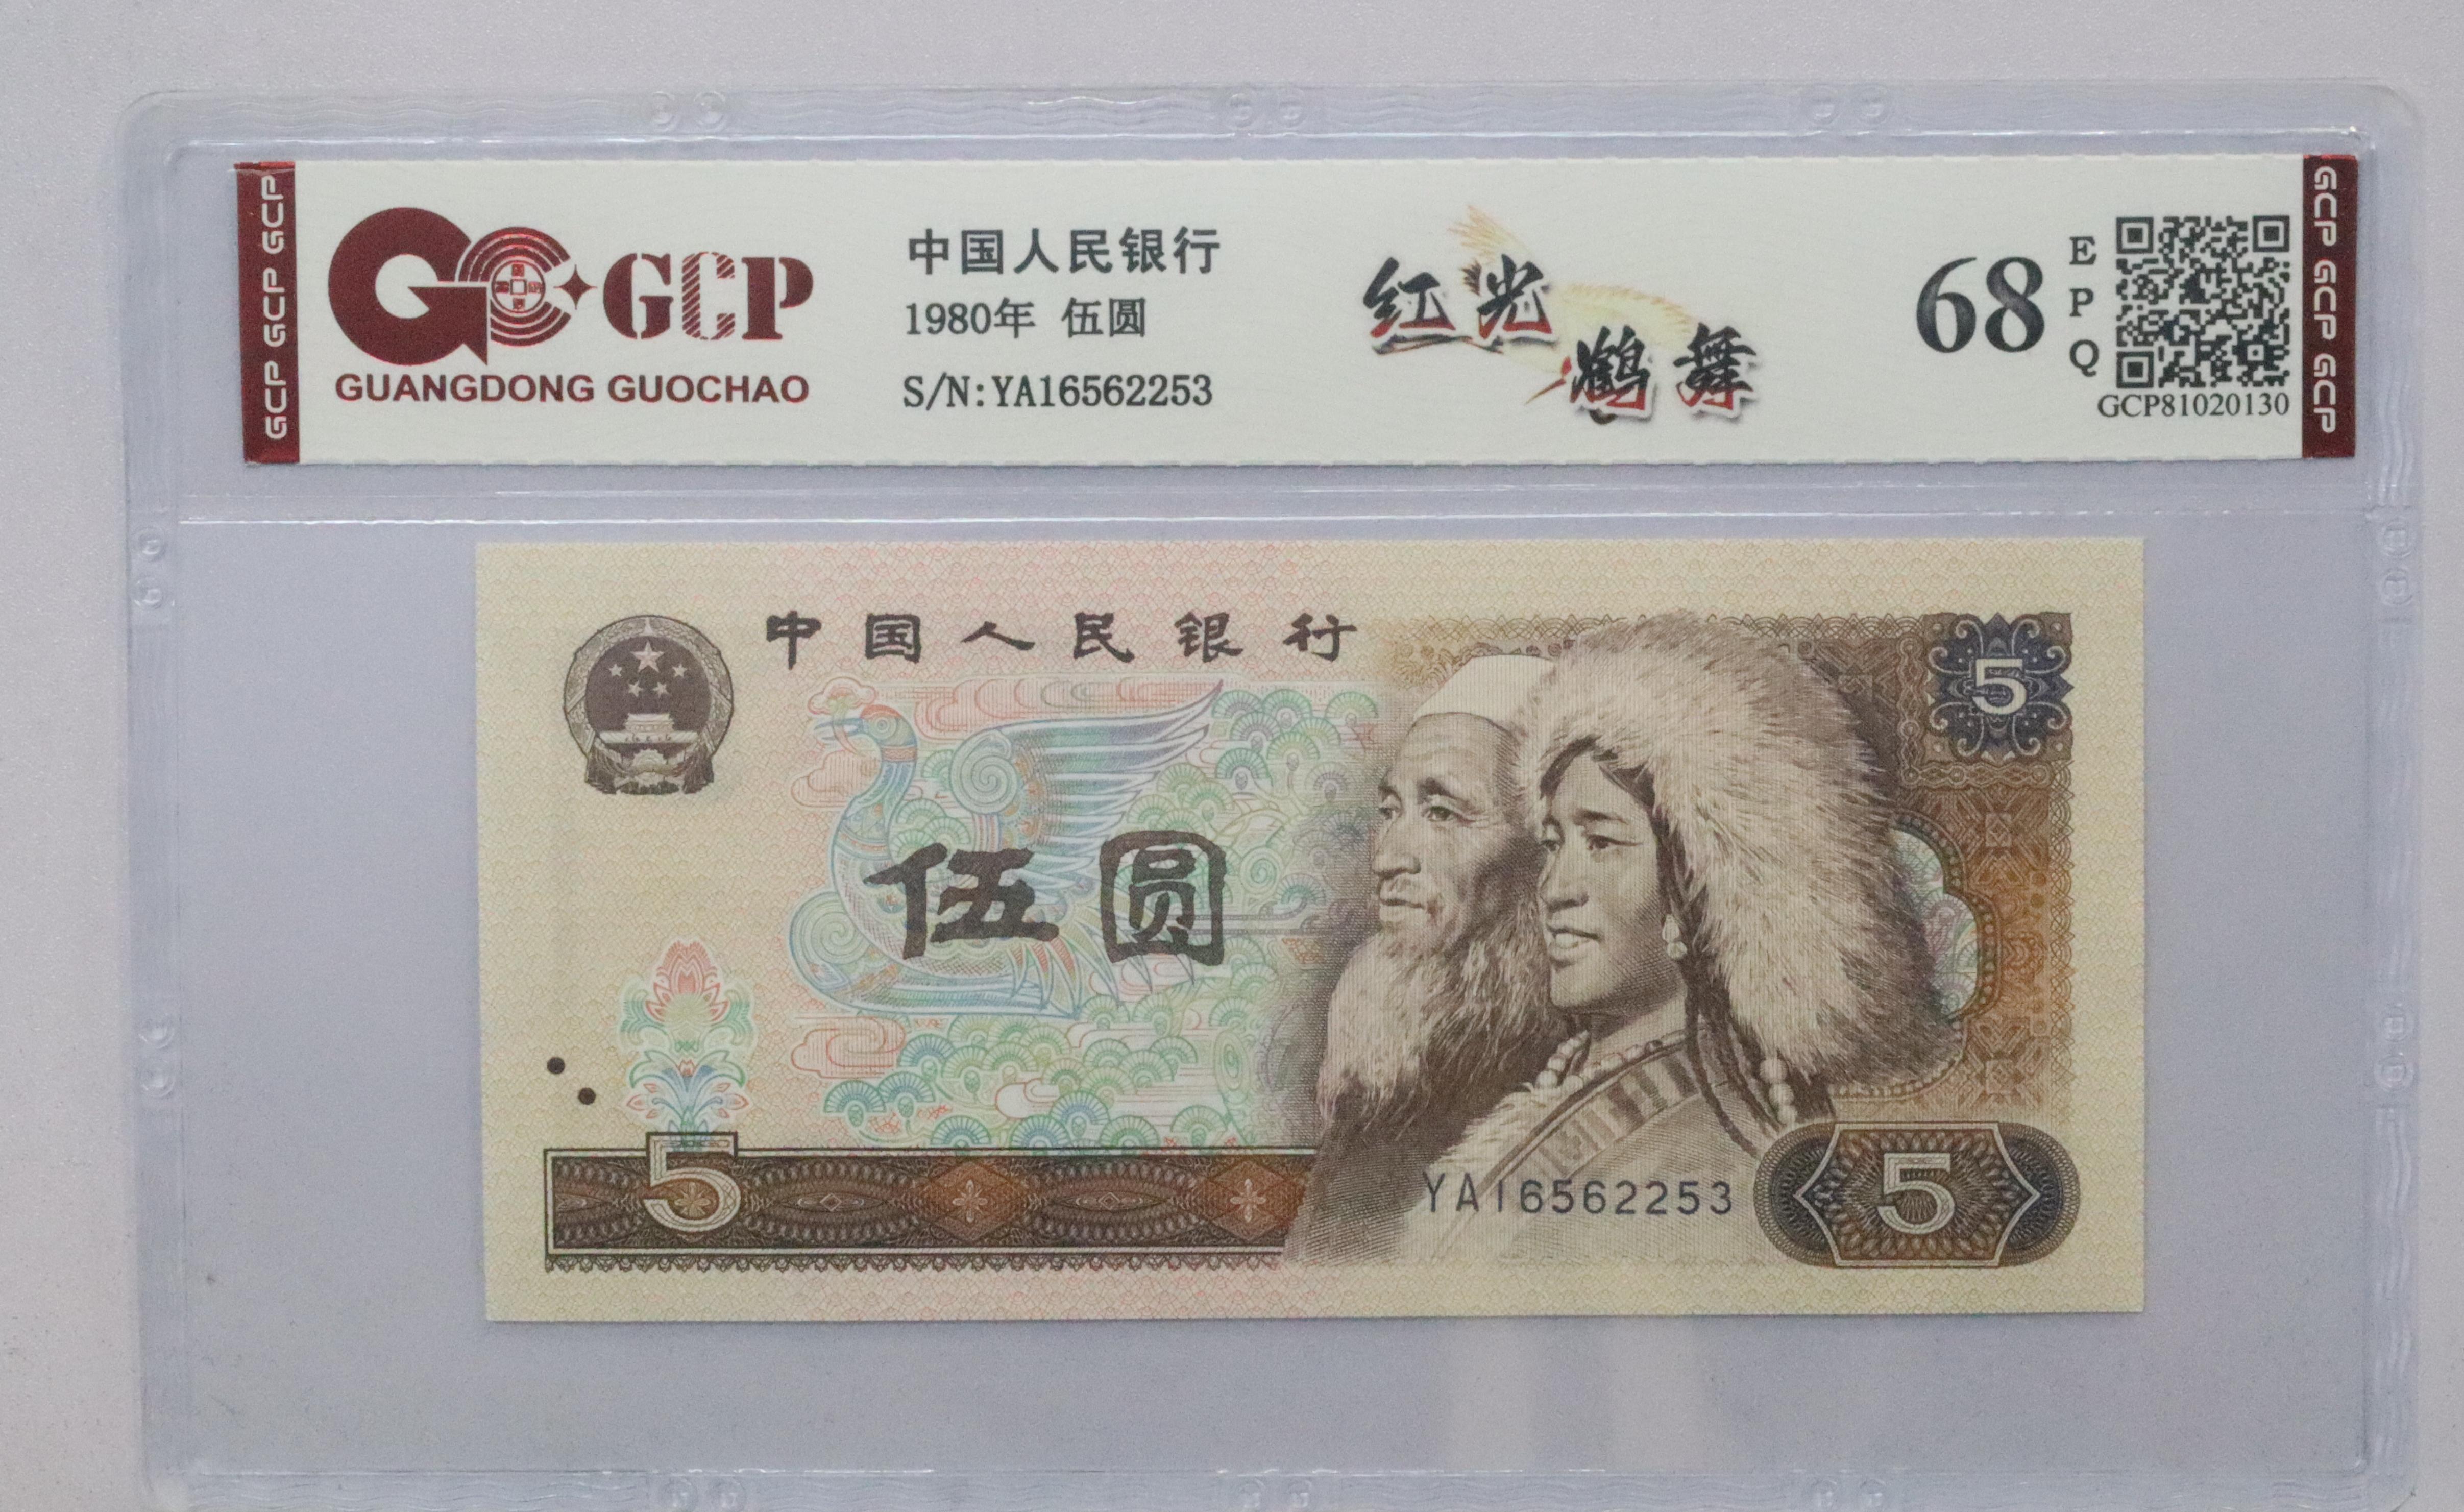 GCP GCP GCP
GCP
GUANGDONG GUOCHAO
中国人民银行
1980年 伍圆
S/N:YA16562253
红光
鹤舞
68
EPQ
GCP81020130
GCP GCP GCP
中国人民银行
5
伍圆
5
YA16562253
5